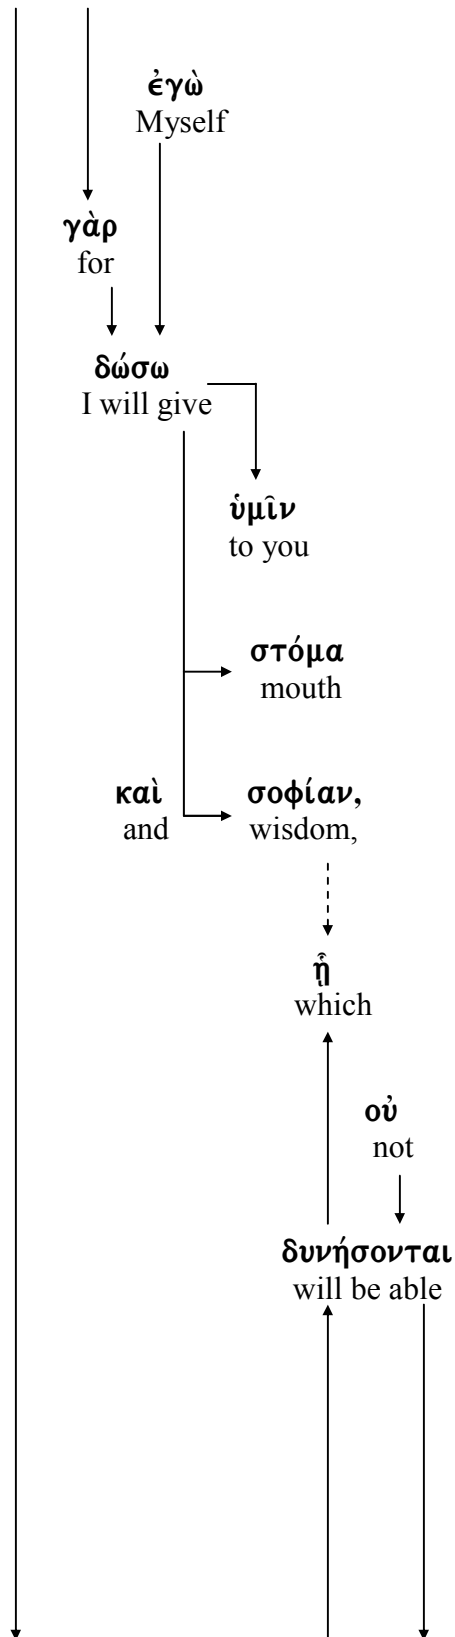 ἐγὼ
Myself
γὰρ
for
δώσω
I will give
ὑμῖν
to you
στόμα
mouth
καὶ σοφίαν,
and wisdom,
ᾗ
which
οὐ
not
δυνήσονται
will be able